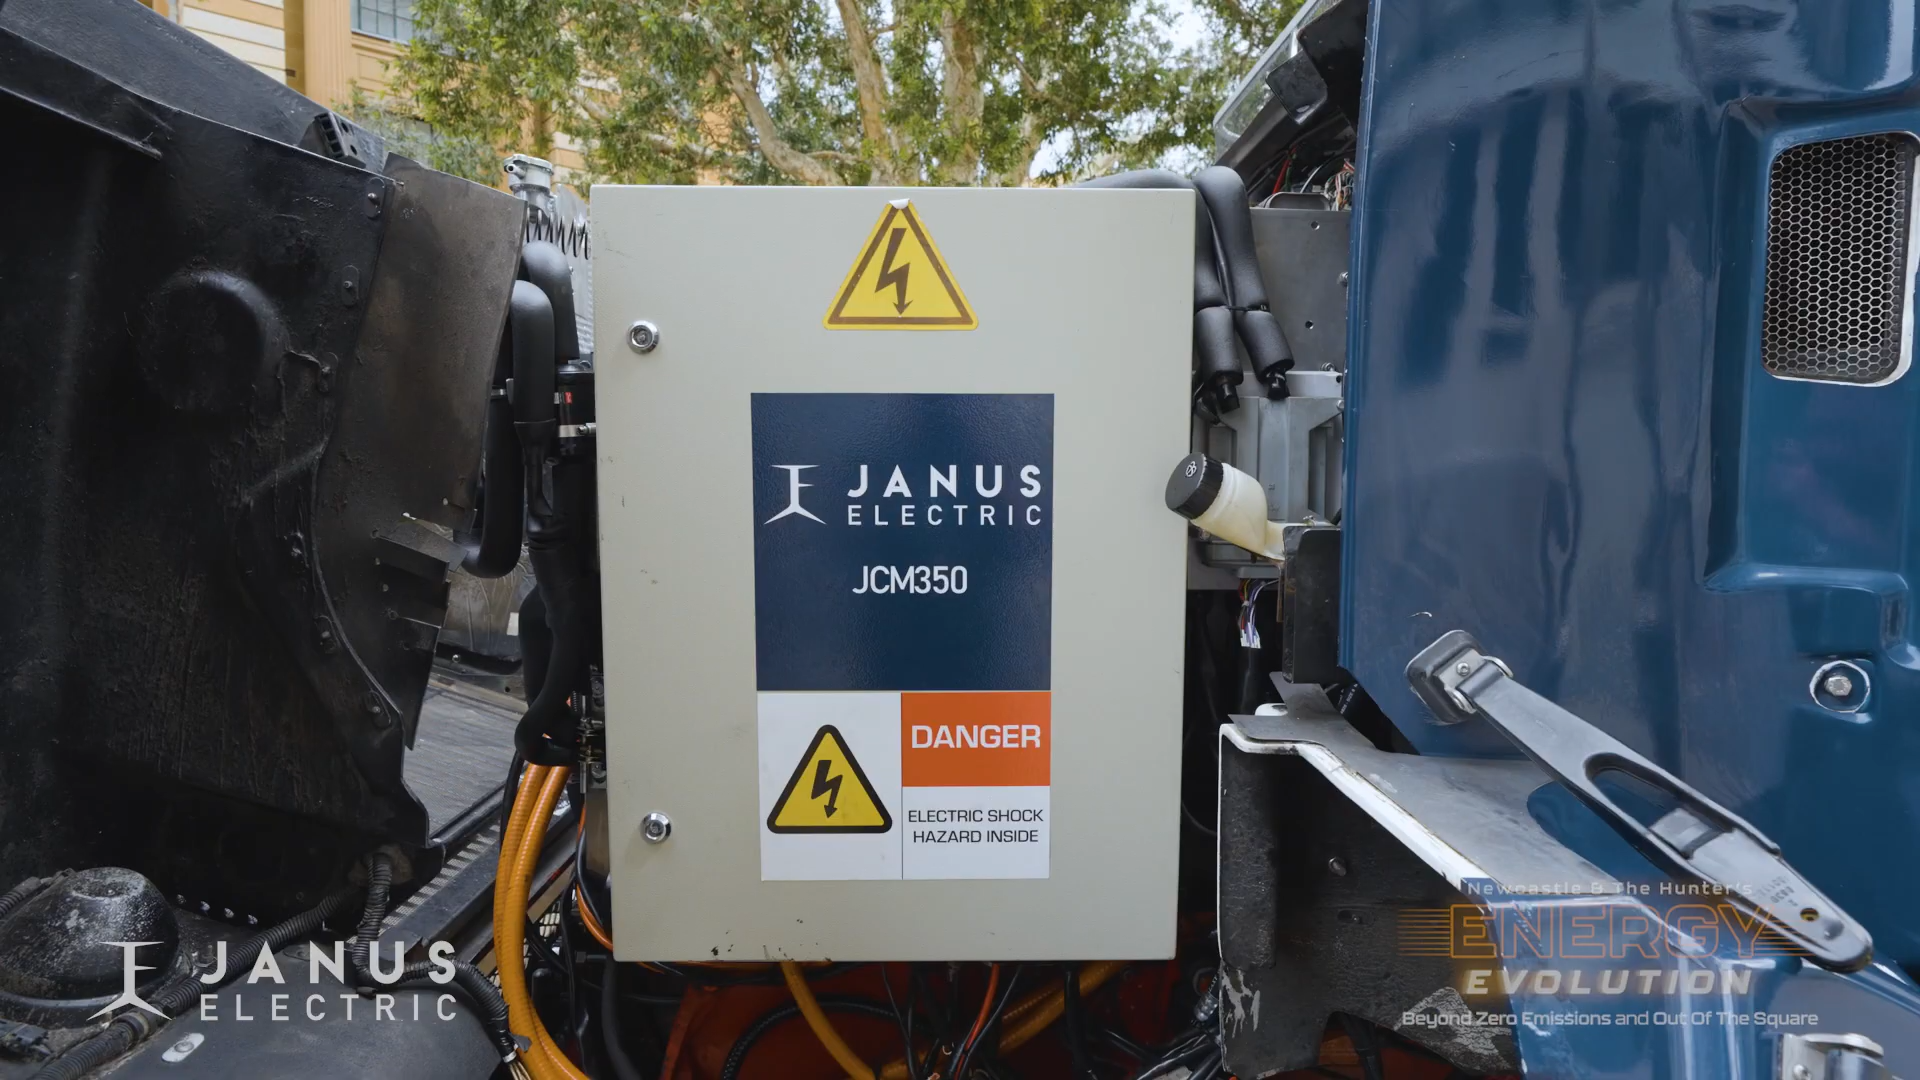 JANUS
ELECTRIC
JCM350
DANGER
ELECTRIC SHOCK
HAZARD INSIDE
JANUS
ELECTRIC
Newcastle & The Hunter's
ENERGY
EVOLUTION
Beyond Zero Emissions and Out Of The Square